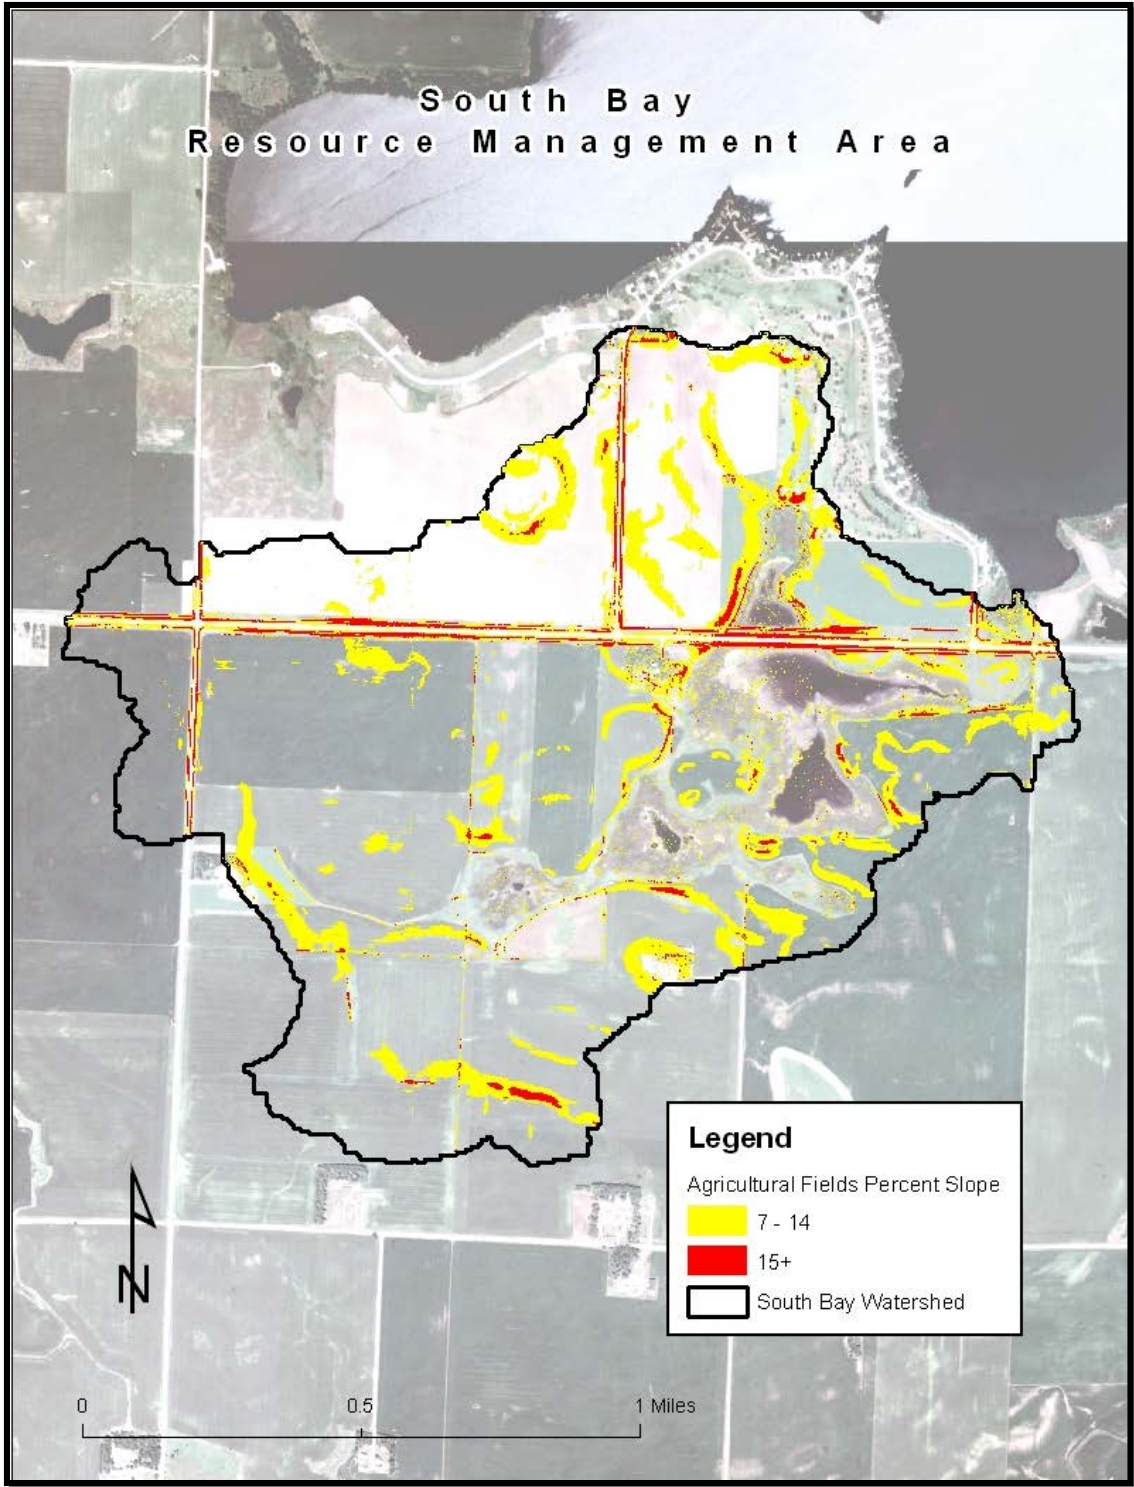 South Bay
Resource Management Area
Legend
Agricultural Fields Percent Slope
7 - 14
15+
South Bay Watershed
N
0 0.5 1 Miles